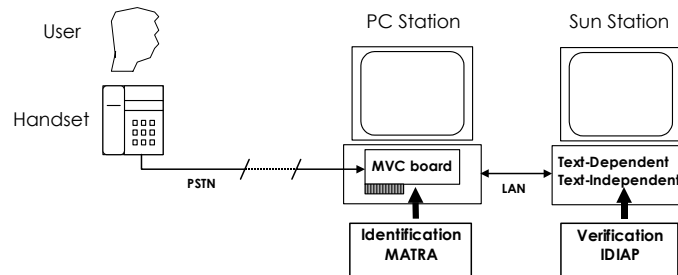 User
PC Station
Sun Station
Handset
MVC board
Text-Dependent
Text-Independent
PSTN
LAN
Identification
MATRA
Verification
IDIAP